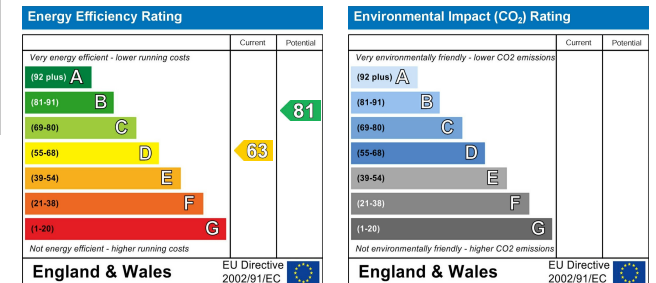 Energy Efficiency Rating
Current Potential
Very energy efficient - lower running costs
(92 plus) A
(81-91) B
81
(69-80) C
(55-68) D
63
(39-54) E
(21-38) F
(1-20) G
Not energy efficient - higher running costs
England & Wales
EU Directive
2002/91/EC
Environmental Impact (CO₂) Rating
Current Potential
Very environmentally friendly - lower CO2 emissions
(92 plus) A
(81-91) B
(69-80) C
(55-68) D
(39-54) E
(21-38) F
(1-20) G
Not environmentally friendly - higher CO2 emissions
England & Wales
EU Directive
2002/91/EC